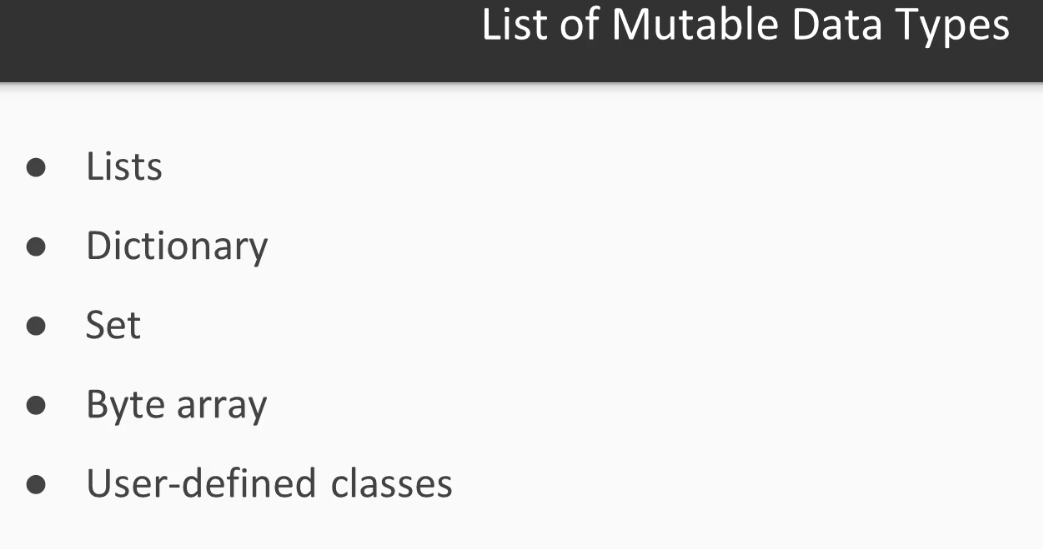 List of Mutable Data Types
● Lists
● Dictionary
● Set
● Byte array
● User-defined classes